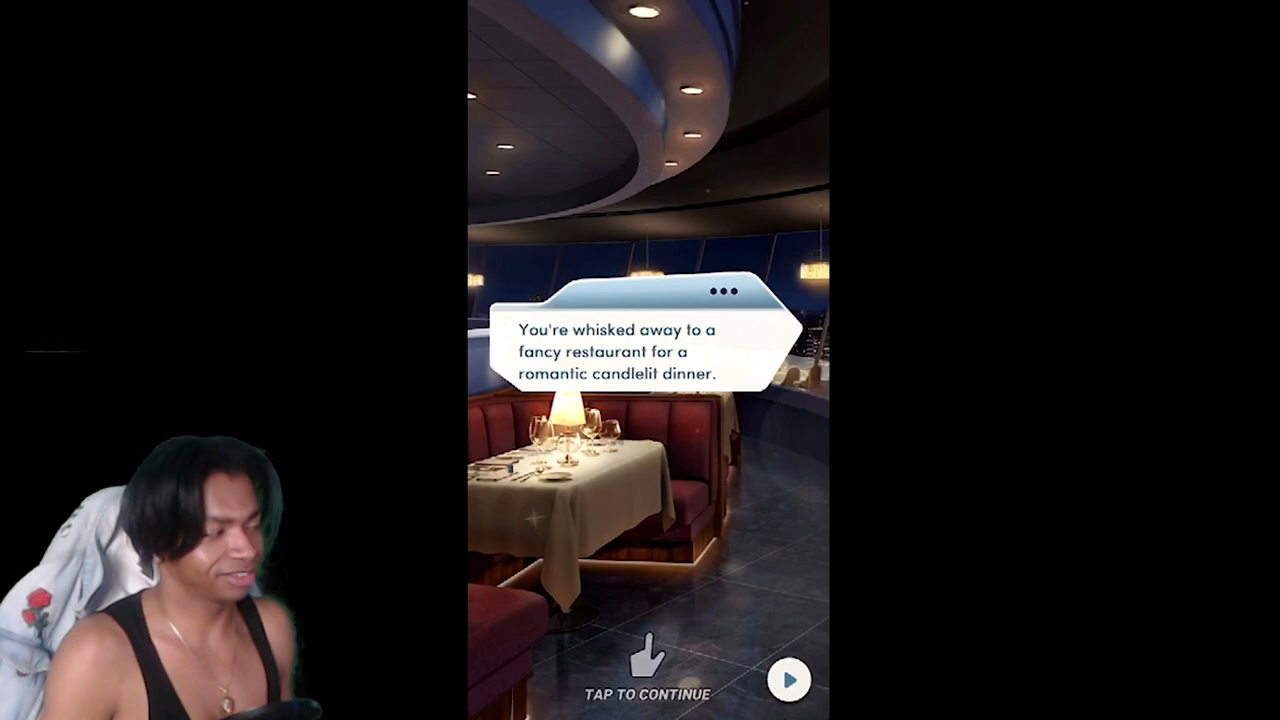 You're whisked away to a
fancy restaurant for a
romantic candlelit dinner.
TAP TO CONTINUE